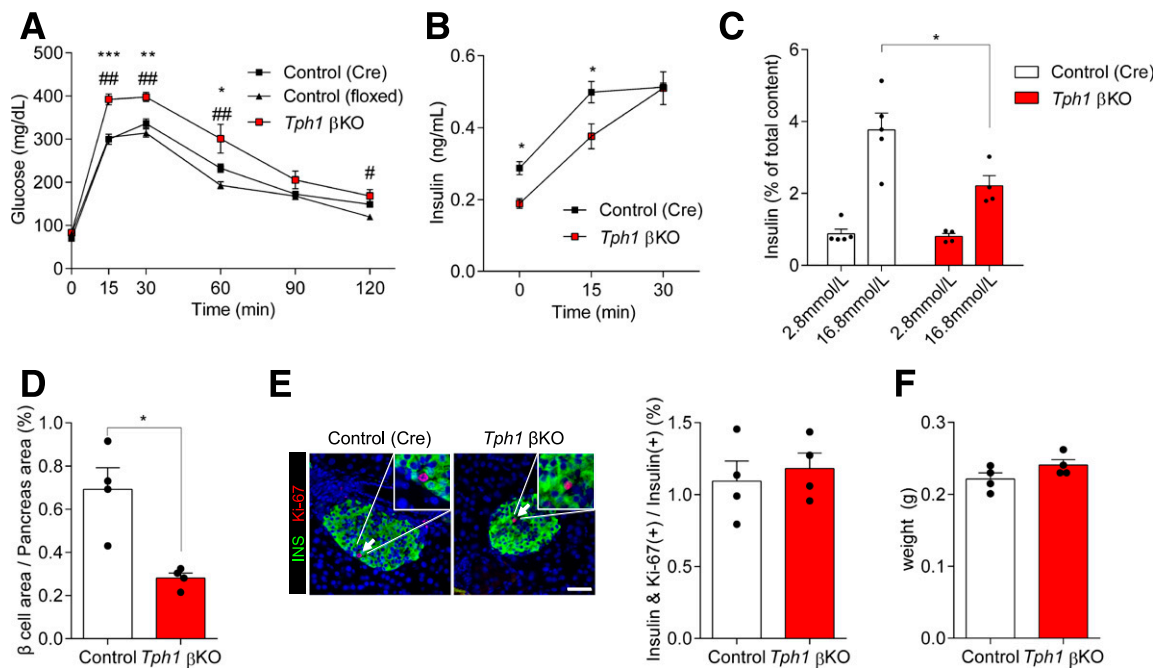 A
Glucose (mg/dL)
500
400
300
200
100
0
*** ** * #
## ## ##
Control (Cre)
Control (floxed)
Tph1 βKO
0 15 30 60 90 120
Time (min)
B
Insulin (ng/mL)
0.6
0.4
0.2
0.0
* *
Control (Cre)
Tph1 βKO
0 15 30
Time (min)
C
Insulin (% of total content)
6
4
2
0
*
Control (Cre)
Tph1 βKO
2.8mmol/L 16.8mmol/L 2.8mmol/L 16.8mmol/L
D
β cell area / Pancreas area (%)
1.0
0.8
0.6
0.4
0.2
0.0
*
Control Tph1 βKO
E
INS Ki-67
Control (Cre) Tph1 βKO
Insulin & Ki-67(+) / Insulin(+) (%)
1.5
1.0
0.5
0.0
Control Tph1 βKO
F
weight (g)
0.3
0.2
0.1
0.0
Control Tph1 βKO